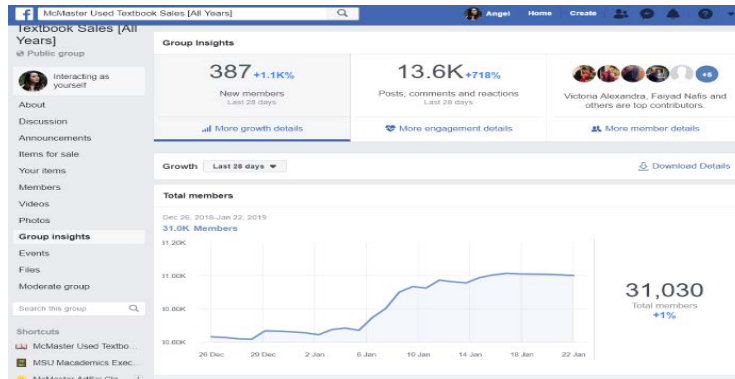 McMaster Used Textbook Sales [All Years]
Angel
Home
Create
Textbook Sales [All
Years]
Public group
Interacting as
yourself
About
Discussion
Announcements
Items for sale
Your items
Members
Videos
Photos
Group insights
Events
Files
Moderate group
Search this group
Shortcuts
McMaster Used Textbo...
MSU Macademics Exec...
Group Insights
387 +1.1K%
New members
Last 28 days
More growth details
13.6K +718%
Posts, comments and reactions
Last 28 days
More engagement details
+5
Victoria Alexandra, Faiyad Nafis and
others are top contributors.
More member details
Growth
Last 28 days
Download Details
Total members
Dec 26, 2018-Jan 22, 2019
31.0K Members
31.20K
31.00K
30.80K
30.60K
26 Dec
29 Dec
2 Jan
6 Jan
10 Jan
14 Jan
18 Jan
22 Jan
31,030
Total members
+1%